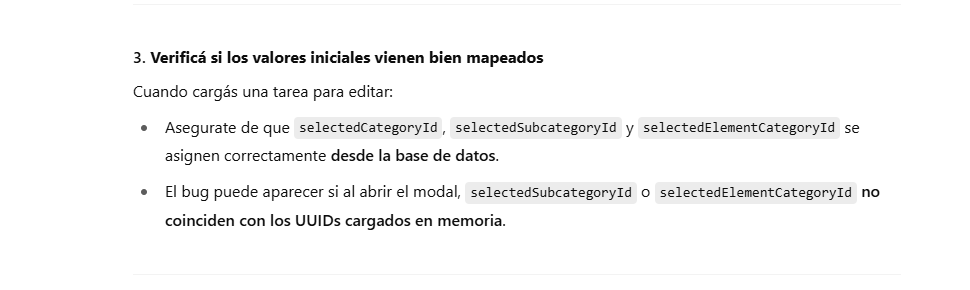 3. Verificá si los valores iniciales vienen bien mapeados
Cuando cargás una tarea para editar:
• Asegurate de que selectedCategoryId, selectedSubcategoryId y selectedElementCategoryId se
asignen correctamente desde la base de datos.
• El bug puede aparecer si al abrir el modal, selectedSubcategoryId o selectedElementCategoryId no
coinciden con los UUIDs cargados en memoria.